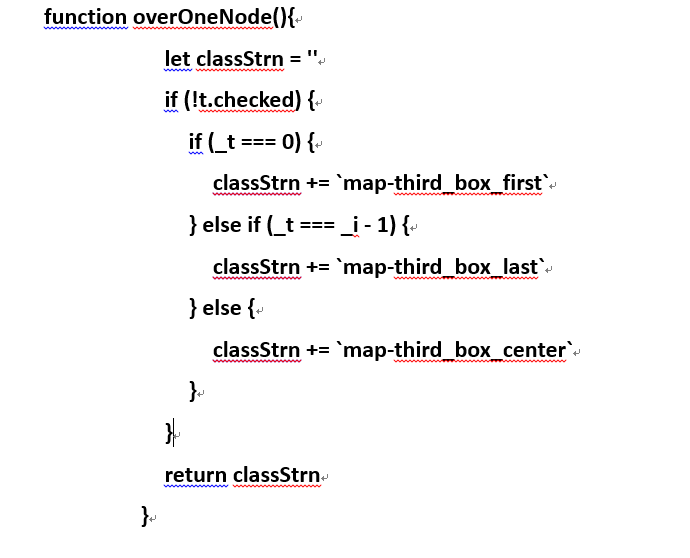 function overOneNode(){
let classStrn = ''
if (!t.checked) {
if (_t === 0) {
classStrn += `map-third_box_first`
} else if (_t === _i - 1) {
classStrn += `map-third_box_last`
} else {
classStrn += `map-third_box_center`
}
}
return classStrn
}